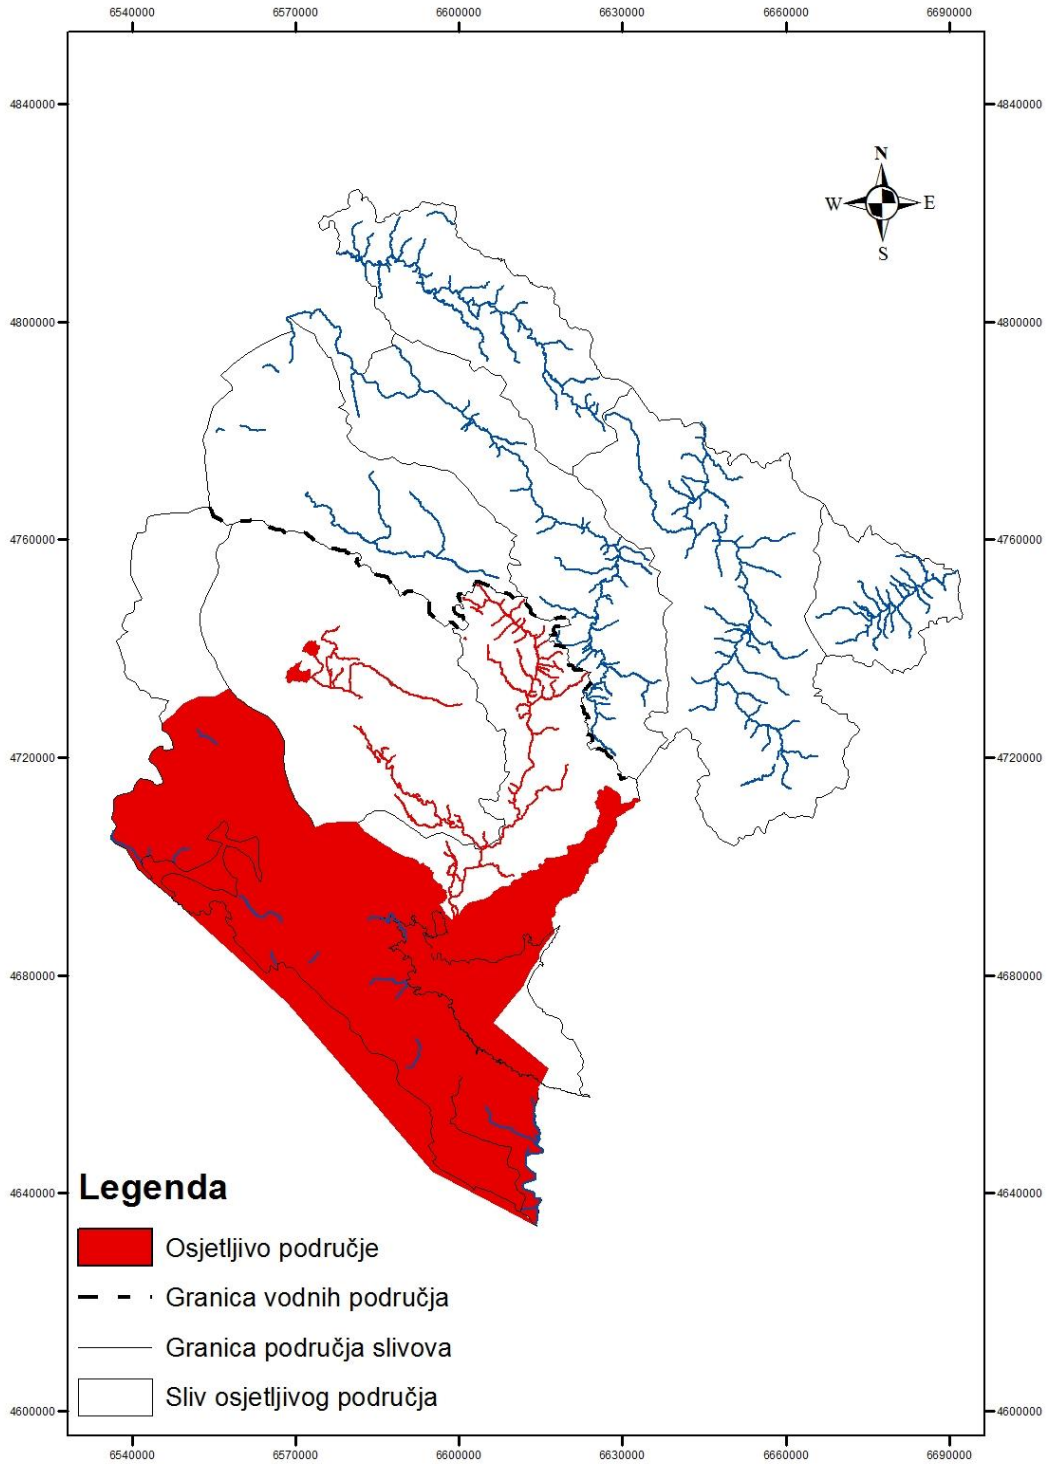 6540000 6570000 6600000 6630000 6660000 6690000
4840000 4840000
N
W E
S
4800000 4800000
4760000 4760000
4720000 4720000
4680000 4680000
Legenda
4640000 4640000
Osjetljivo područje
Granica vodnih područja
Granica područja slivova
Sliv osjetljivog područja
4600000 4600000
6540000 6570000 6600000 6630000 6660000 6690000